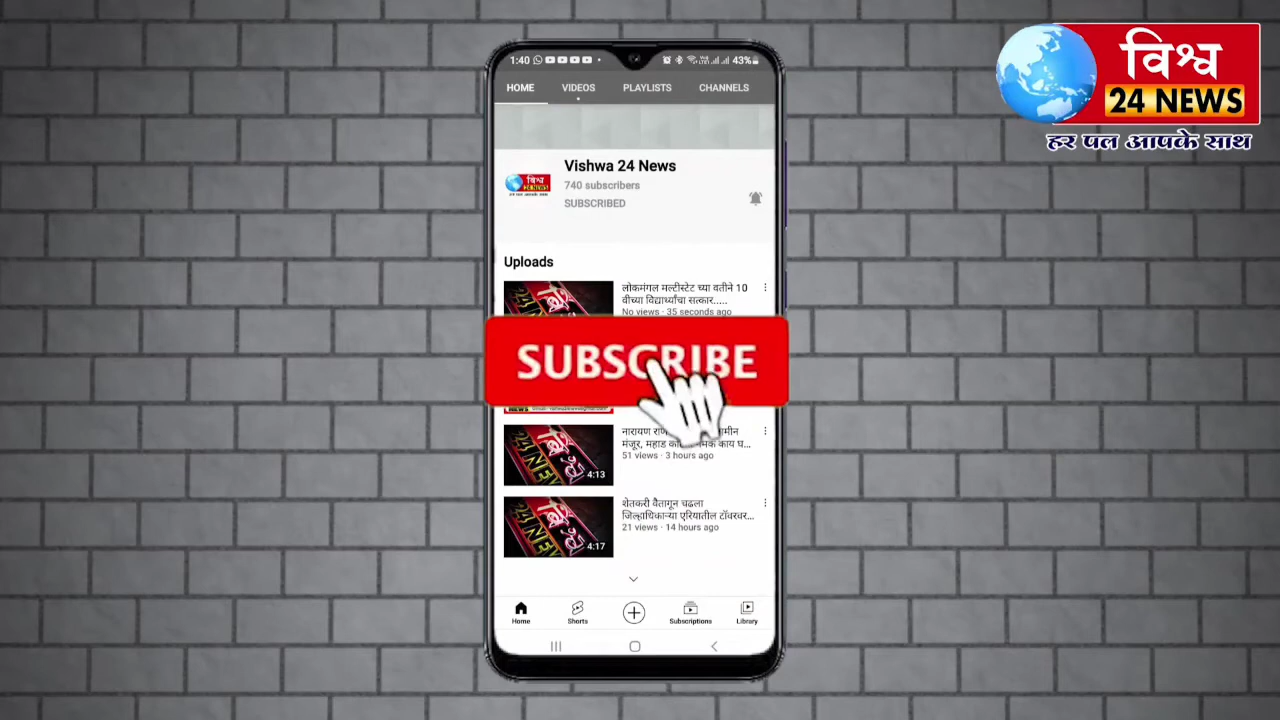 विश्व
24 NEWS
हर पल आपके साथ
1:40
43%
HOME VIDEOS PLAYLISTS CHANNELS
Vishwa 24 News
740 subscribers
SUBSCRIBED
Uploads
लोकमंगल मल्टीस्टेट च्या वतीने 10
वीच्या विद्यार्थ्यांचा सत्कार.....
No views · 35 seconds ago
SUBSCRIBE
नारायण
मंजूर, महाड काय घ...
51 views · 3 hours ago
4:13
शेतकरी वैतागून चढला
जिल्हाधिकाऱ्या एरियातील टॉवरवर...
21 views · 14 hours ago
4:17
Home Shorts Subscriptions Library